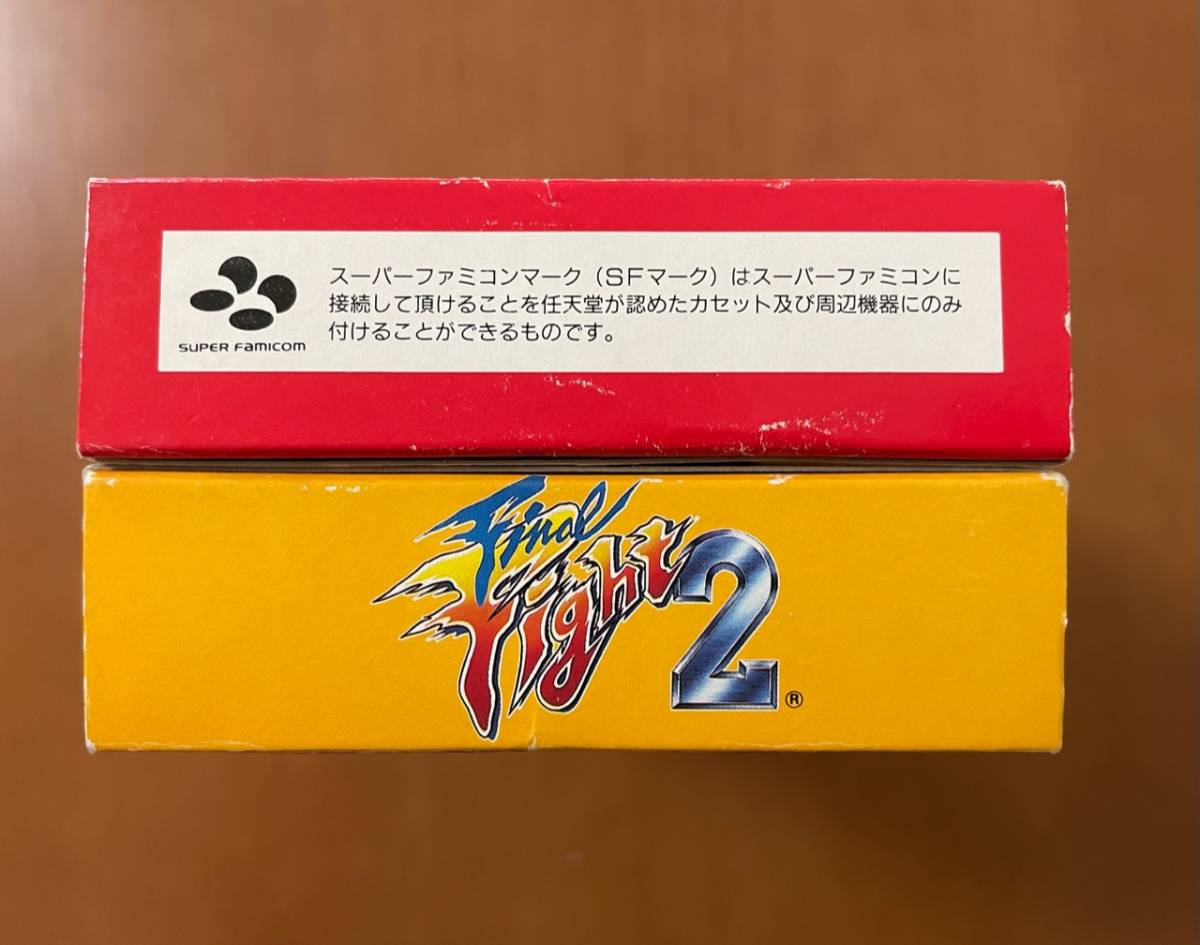 スーパーファミコンマーク（SFマーク）はスーパーファミコンに
接続して頂けることを任天堂が認めたカセット及び周辺機器にのみ
付けることができるものです。
SUPER FAMICOM
Final
Fight 2 ®